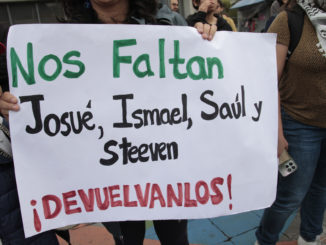 Nos Faltan
Josué, Ismael, Saúl y
Steeven
¡DEVUELVANLOS!